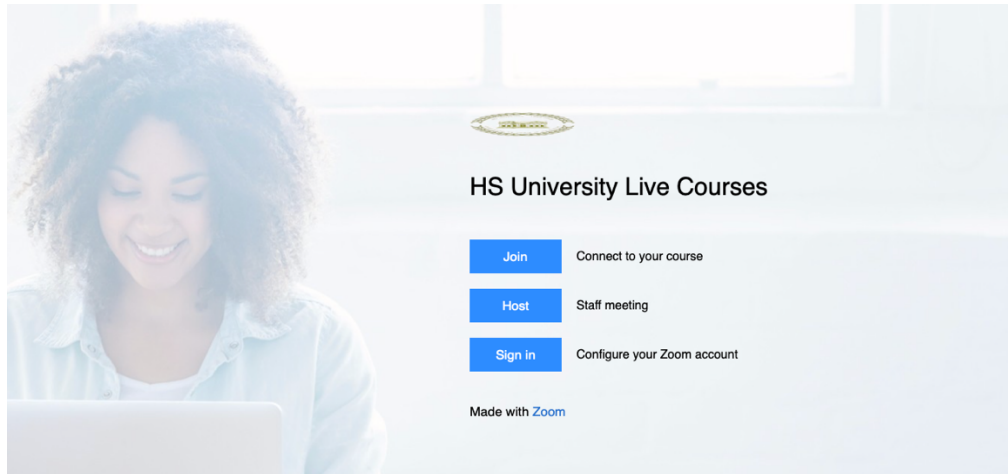 HS University Live Courses
Join Connect to your course
Host Staff meeting
Sign in Configure your Zoom account
Made with Zoom